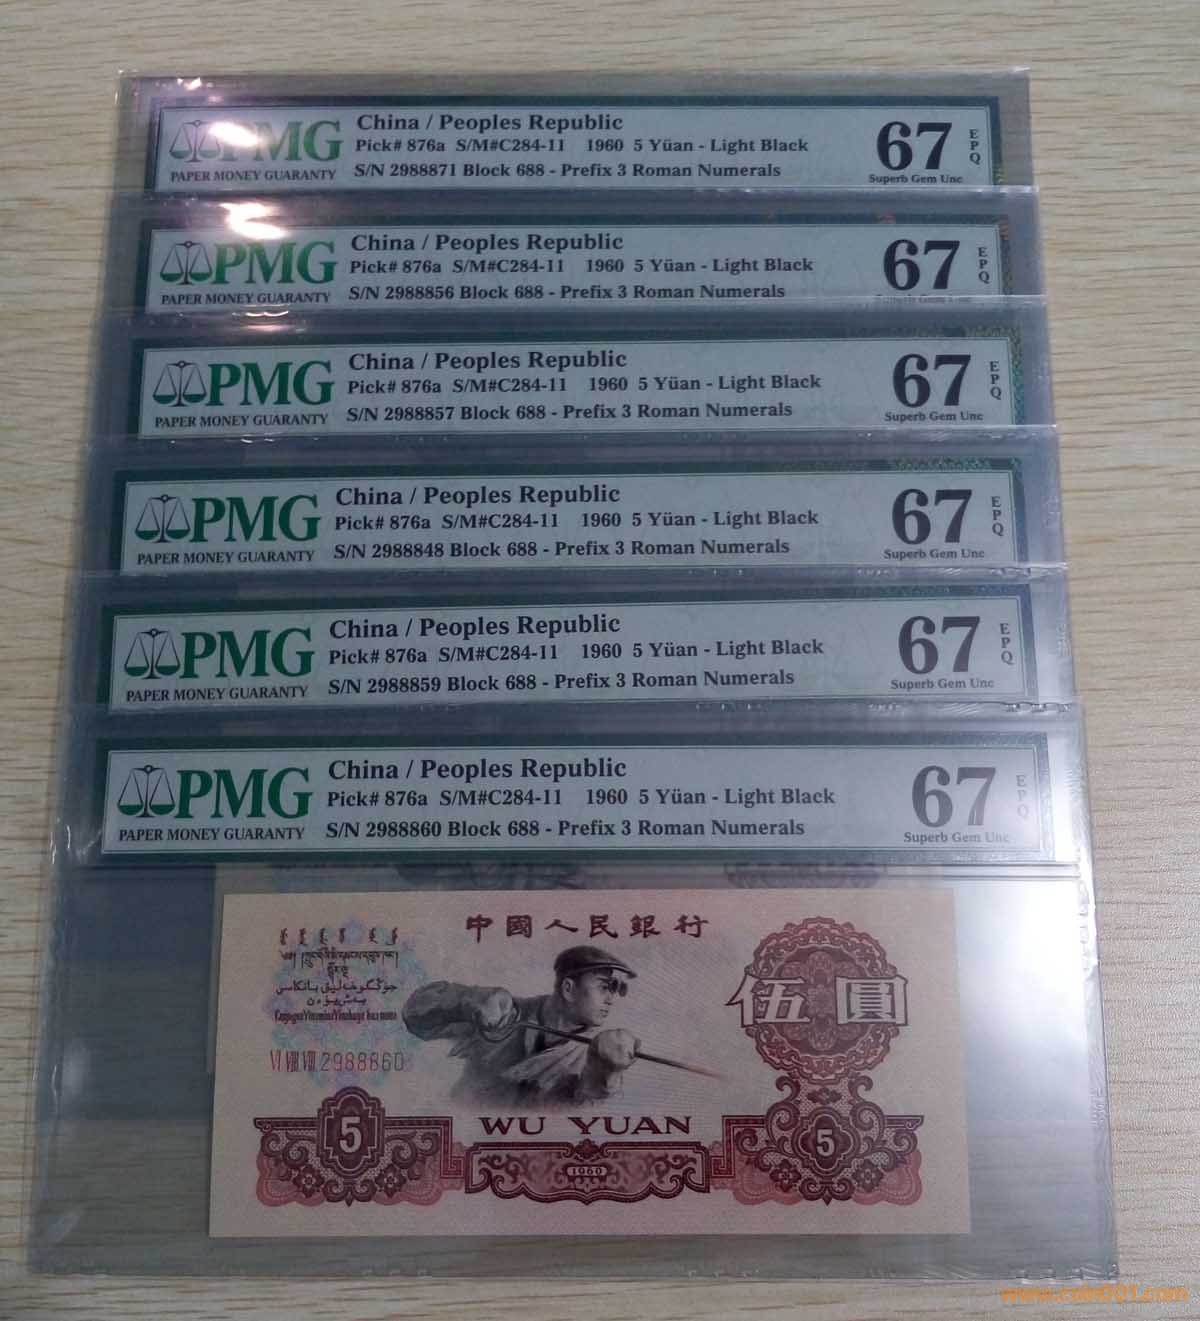 PMG
PAPER MONEY GUARANTY
China / Peoples Republic
Pick# 876a S/M#C284-11 1960 5 Yüan - Light Black
S/N 2988871 Block 688 - Prefix 3 Roman Numerals
67
EPQ
Superb Gem Unc
PMG
PAPER MONEY GUARANTY
China / Peoples Republic
Pick# 876a S/M#C284-11 1960 5 Yüan - Light Black
S/N 2988856 Block 688 - Prefix 3 Roman Numerals
67
EPQ
PMG
PAPER MONEY GUARANTY
China / Peoples Republic
Pick# 876a S/M#C284-11 1960 5 Yüan - Light Black
S/N 2988857 Block 688 - Prefix 3 Roman Numerals
67
EPQ
Superb Gem Unc
PMG
PAPER MONEY GUARANTY
China / Peoples Republic
Pick# 876a S/M#C284-11 1960 5 Yüan - Light Black
S/N 2988848 Block 688 - Prefix 3 Roman Numerals
67
EPQ
Superb Gem Unc
PMG
PAPER MONEY GUARANTY
China / Peoples Republic
Pick# 876a S/M#C284-11 1960 5 Yüan - Light Black
S/N 2988859 Block 688 - Prefix 3 Roman Numerals
67
EPQ
Superb Gem Unc
PMG
PAPER MONEY GUARANTY
China / Peoples Republic
Pick# 876a S/M#C284-11 1960 5 Yüan - Light Black
S/N 2988860 Block 688 - Prefix 3 Roman Numerals
67
EPQ
Superb Gem Unc
中國人民銀行
伍圓
VI VIII VIII 2988860
WU YUAN
5
5
1960
www.coin001.com